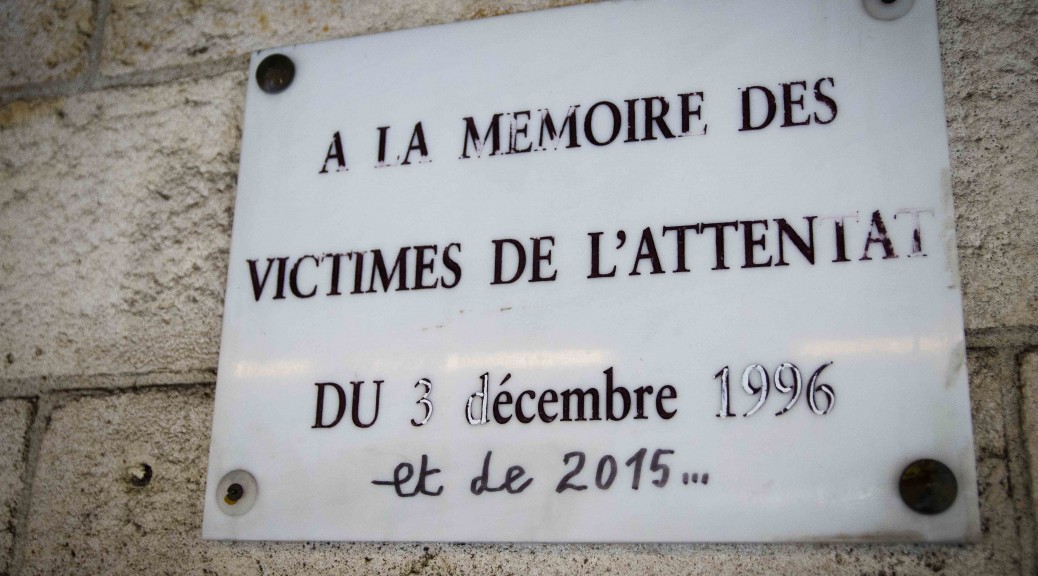 A LA MEMOIRE DES
VICTIMES DE L'ATTENTAT
DU 3 décembre 1996
et de 2015...